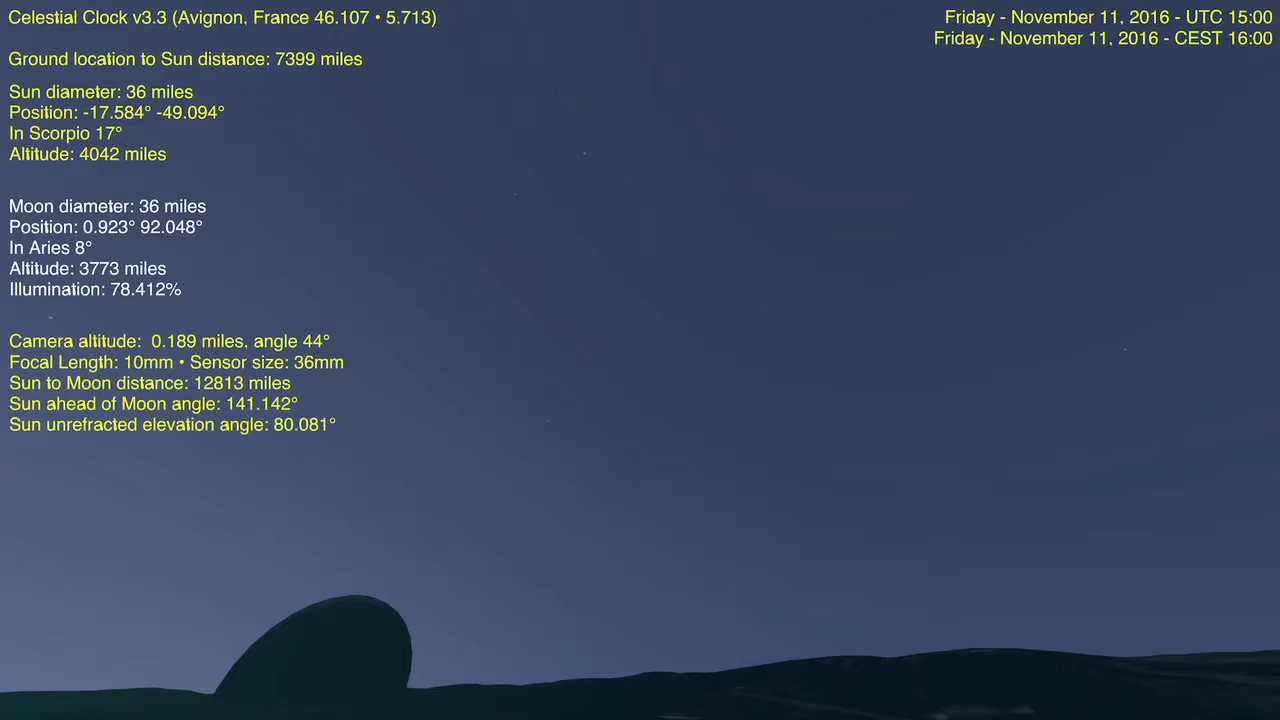 Celestial Clock v3.3 (Avignon, France 46.107 • 5.713)
Friday - November 11, 2016 - UTC 15:00
Friday - November 11, 2016 - CEST 16:00
Ground location to Sun distance: 7399 miles
Sun diameter: 36 miles
Position: -17.584° -49.094°
In Scorpio 17°
Altitude: 4042 miles
Moon diameter: 36 miles
Position: 0.923° 92.048°
In Aries 8°
Altitude: 3773 miles
Illumination: 78.412%
Camera altitude: 0.189 miles, angle 44°
Focal Length: 10mm • Sensor size: 36mm
Sun to Moon distance: 12813 miles
Sun ahead of Moon angle: 141.142°
Sun unrefracted elevation angle: 80.081°